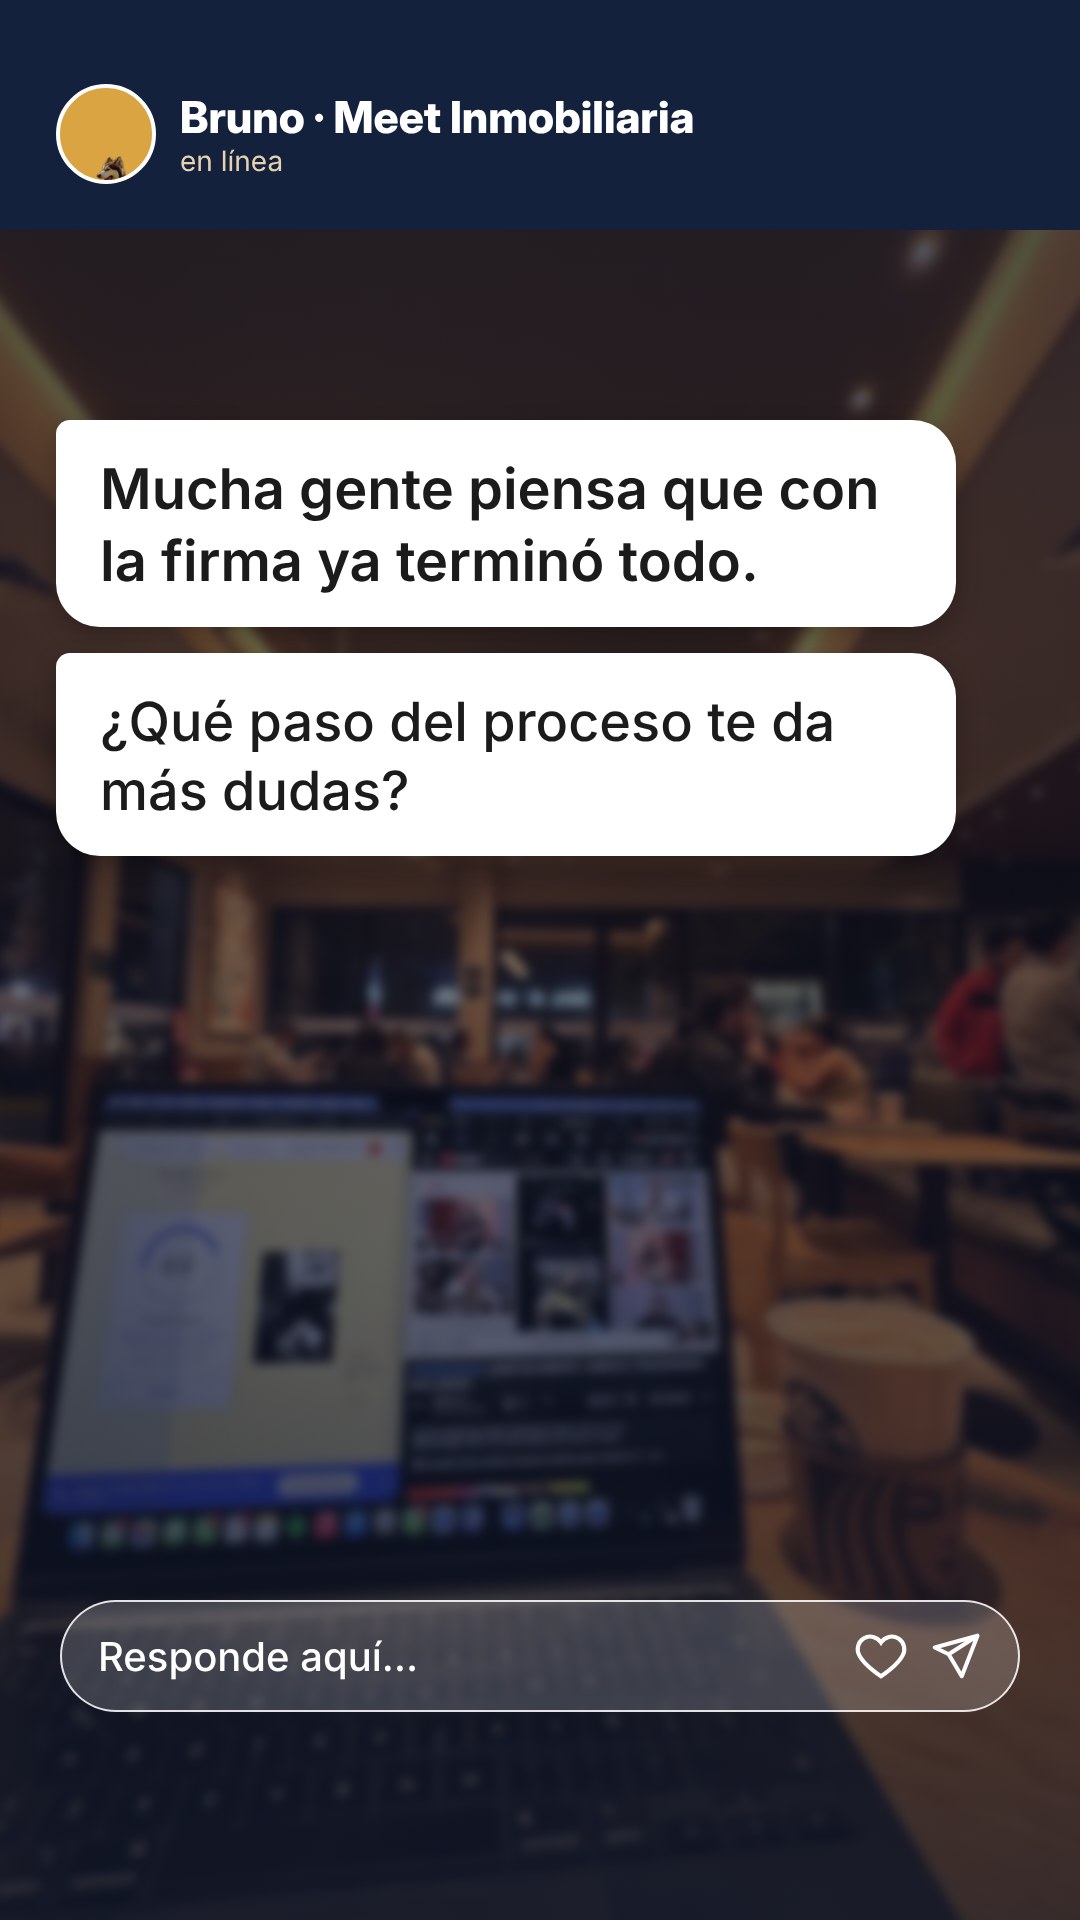 Bruno · Meet Inmobiliaria
en línea
Mucha gente piensa que con
la firma ya terminó todo.
¿Qué paso del proceso te da
más dudas?
Responde aquí...